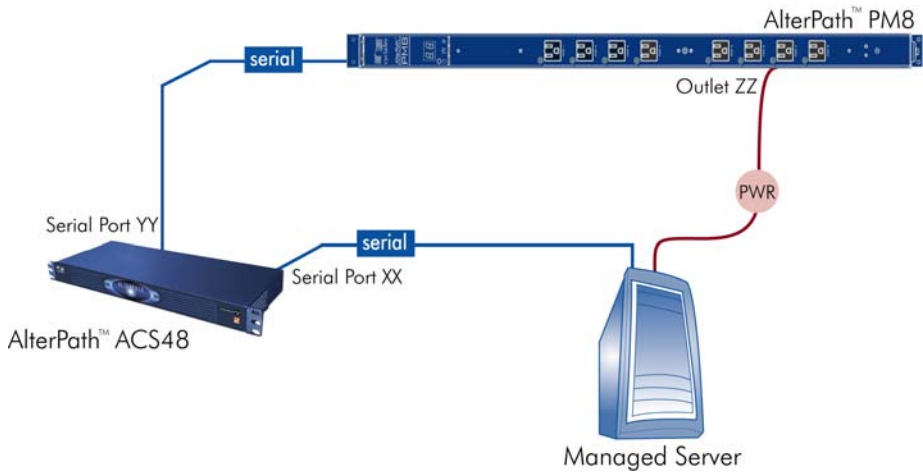 AlterPath™ PM8
serial
Outlet ZZ
PWR
Serial Port YY
serial
Serial Port XX
AlterPath™ ACS48
Managed Server